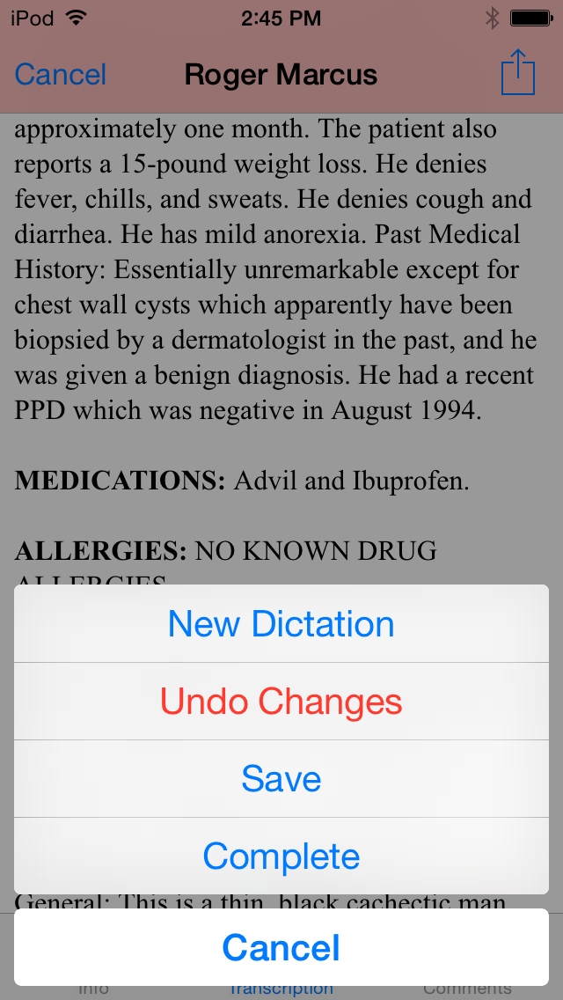 iPod 2:45 PM
Cancel Roger Marcus
approximately one month. The patient also
reports a 15-pound weight loss. He denies
fever, chills, and sweats. He denies cough and
diarrhea. He has mild anorexia. Past Medical
History: Essentially unremarkable except for
chest wall cysts which apparently have been
biopsied by a dermatologist in the past, and he
was given a benign diagnosis. He had a recent
PPD which was negative in August 1994.
MEDICATIONS: Advil and Ibuprofen.
ALLERGIES: NO KNOWN DRUG
ALLERGIES
New Dictation
Undo Changes
Save
Complete
General: This is a thin, black cachectic man
Cancel
Info Transcription Comments